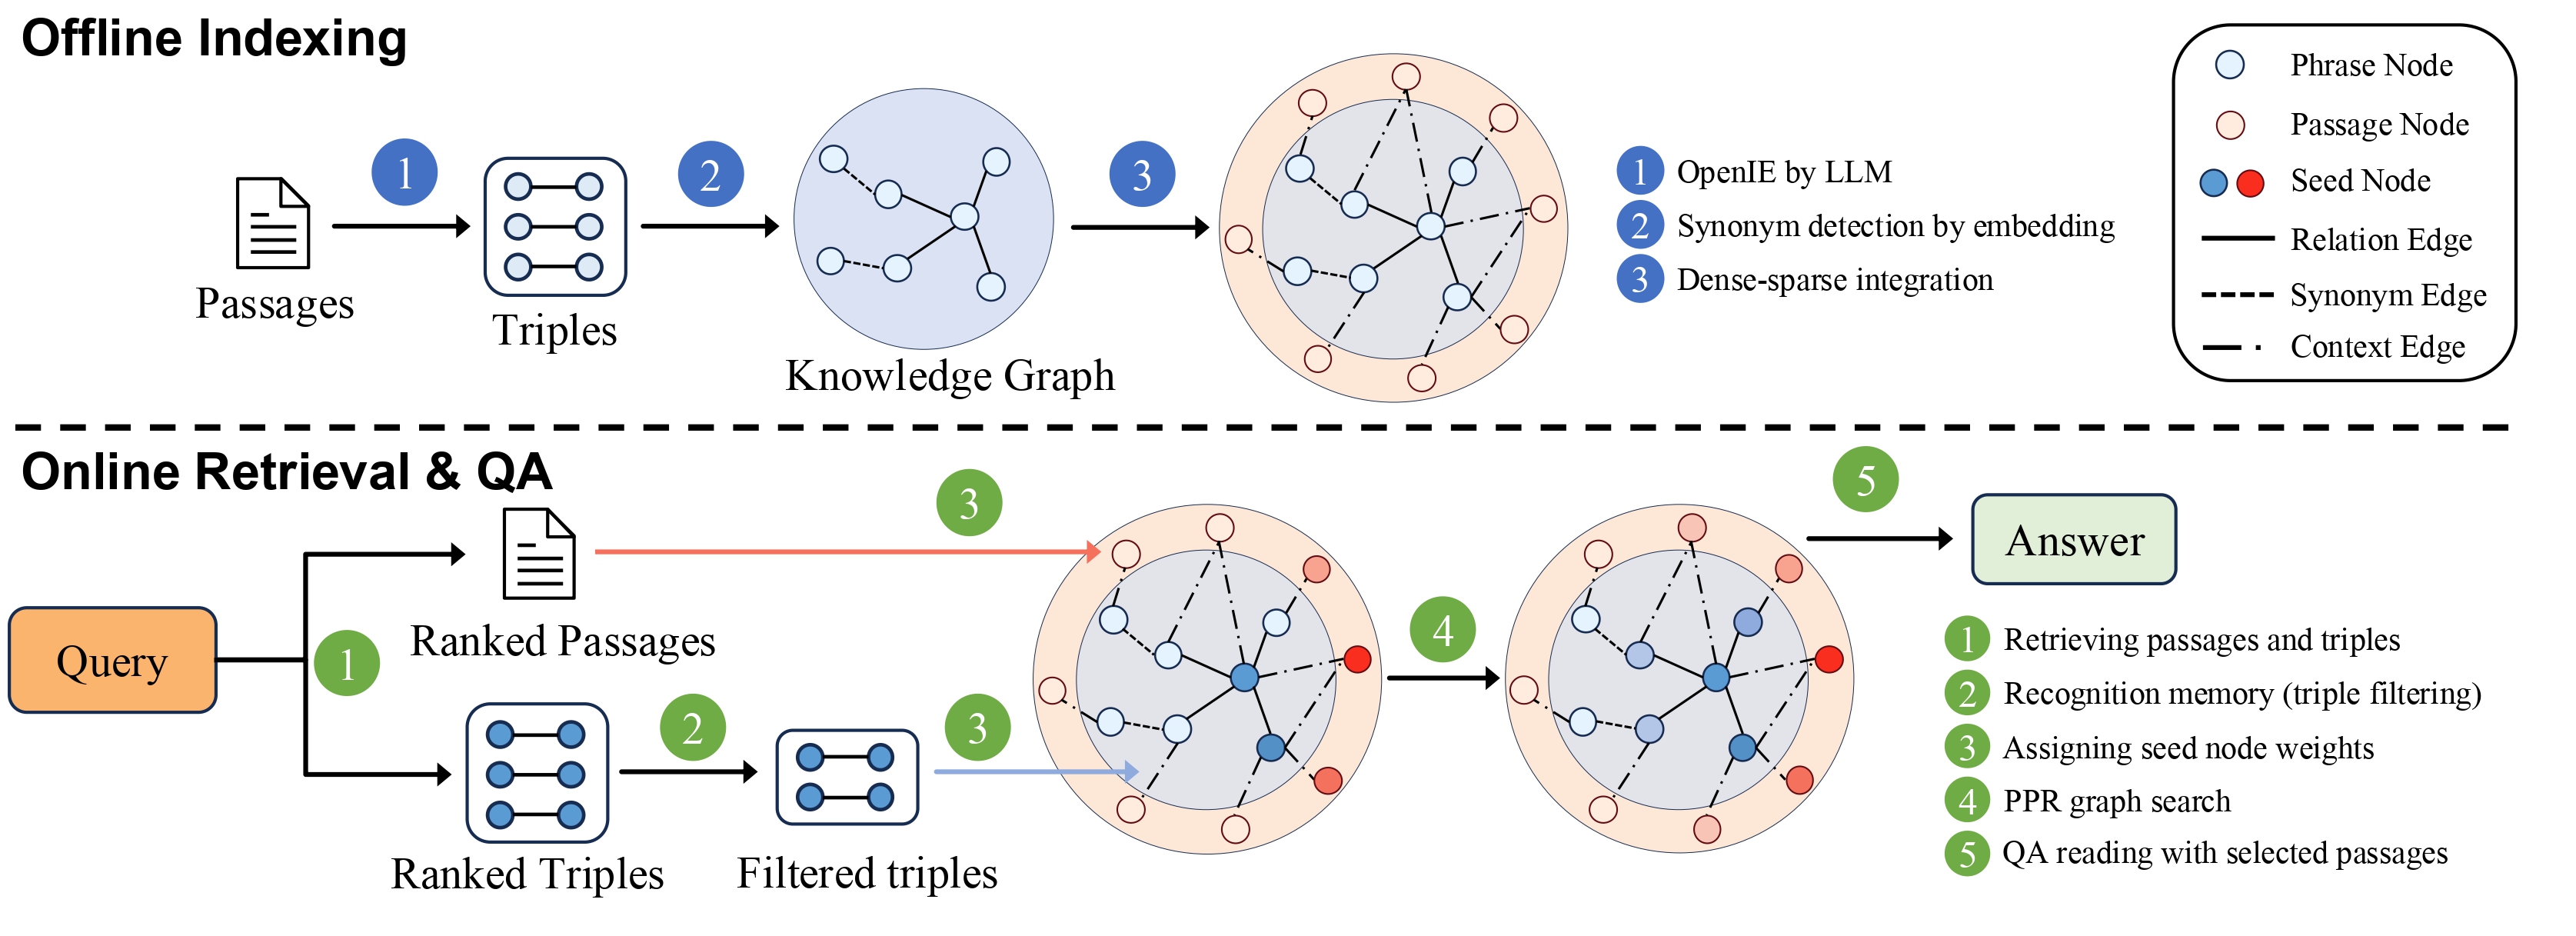 Offline Indexing
1
2
3
Passages
Triples
Knowledge Graph
1 OpenIE by LLM
2 Synonym detection by embedding
3 Dense-sparse integration
Phrase Node
Passage Node
Seed Node
Relation Edge
Synonym Edge
Context Edge
Online Retrieval & QA
Query
1
Ranked Passages
3
Ranked Triples
2
Filtered triples
3
4
5
Answer
1 Retrieving passages and triples
2 Recognition memory (triple filtering)
3 Assigning seed node weights
4 PPR graph search
5 QA reading with selected passages